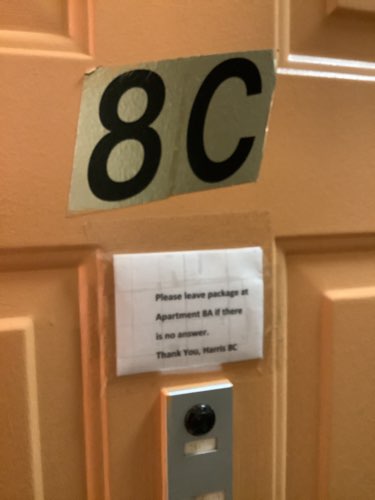 8C
Please leave package at
Apartment 8A if there
is no answer.
Thank You, Harris 8C